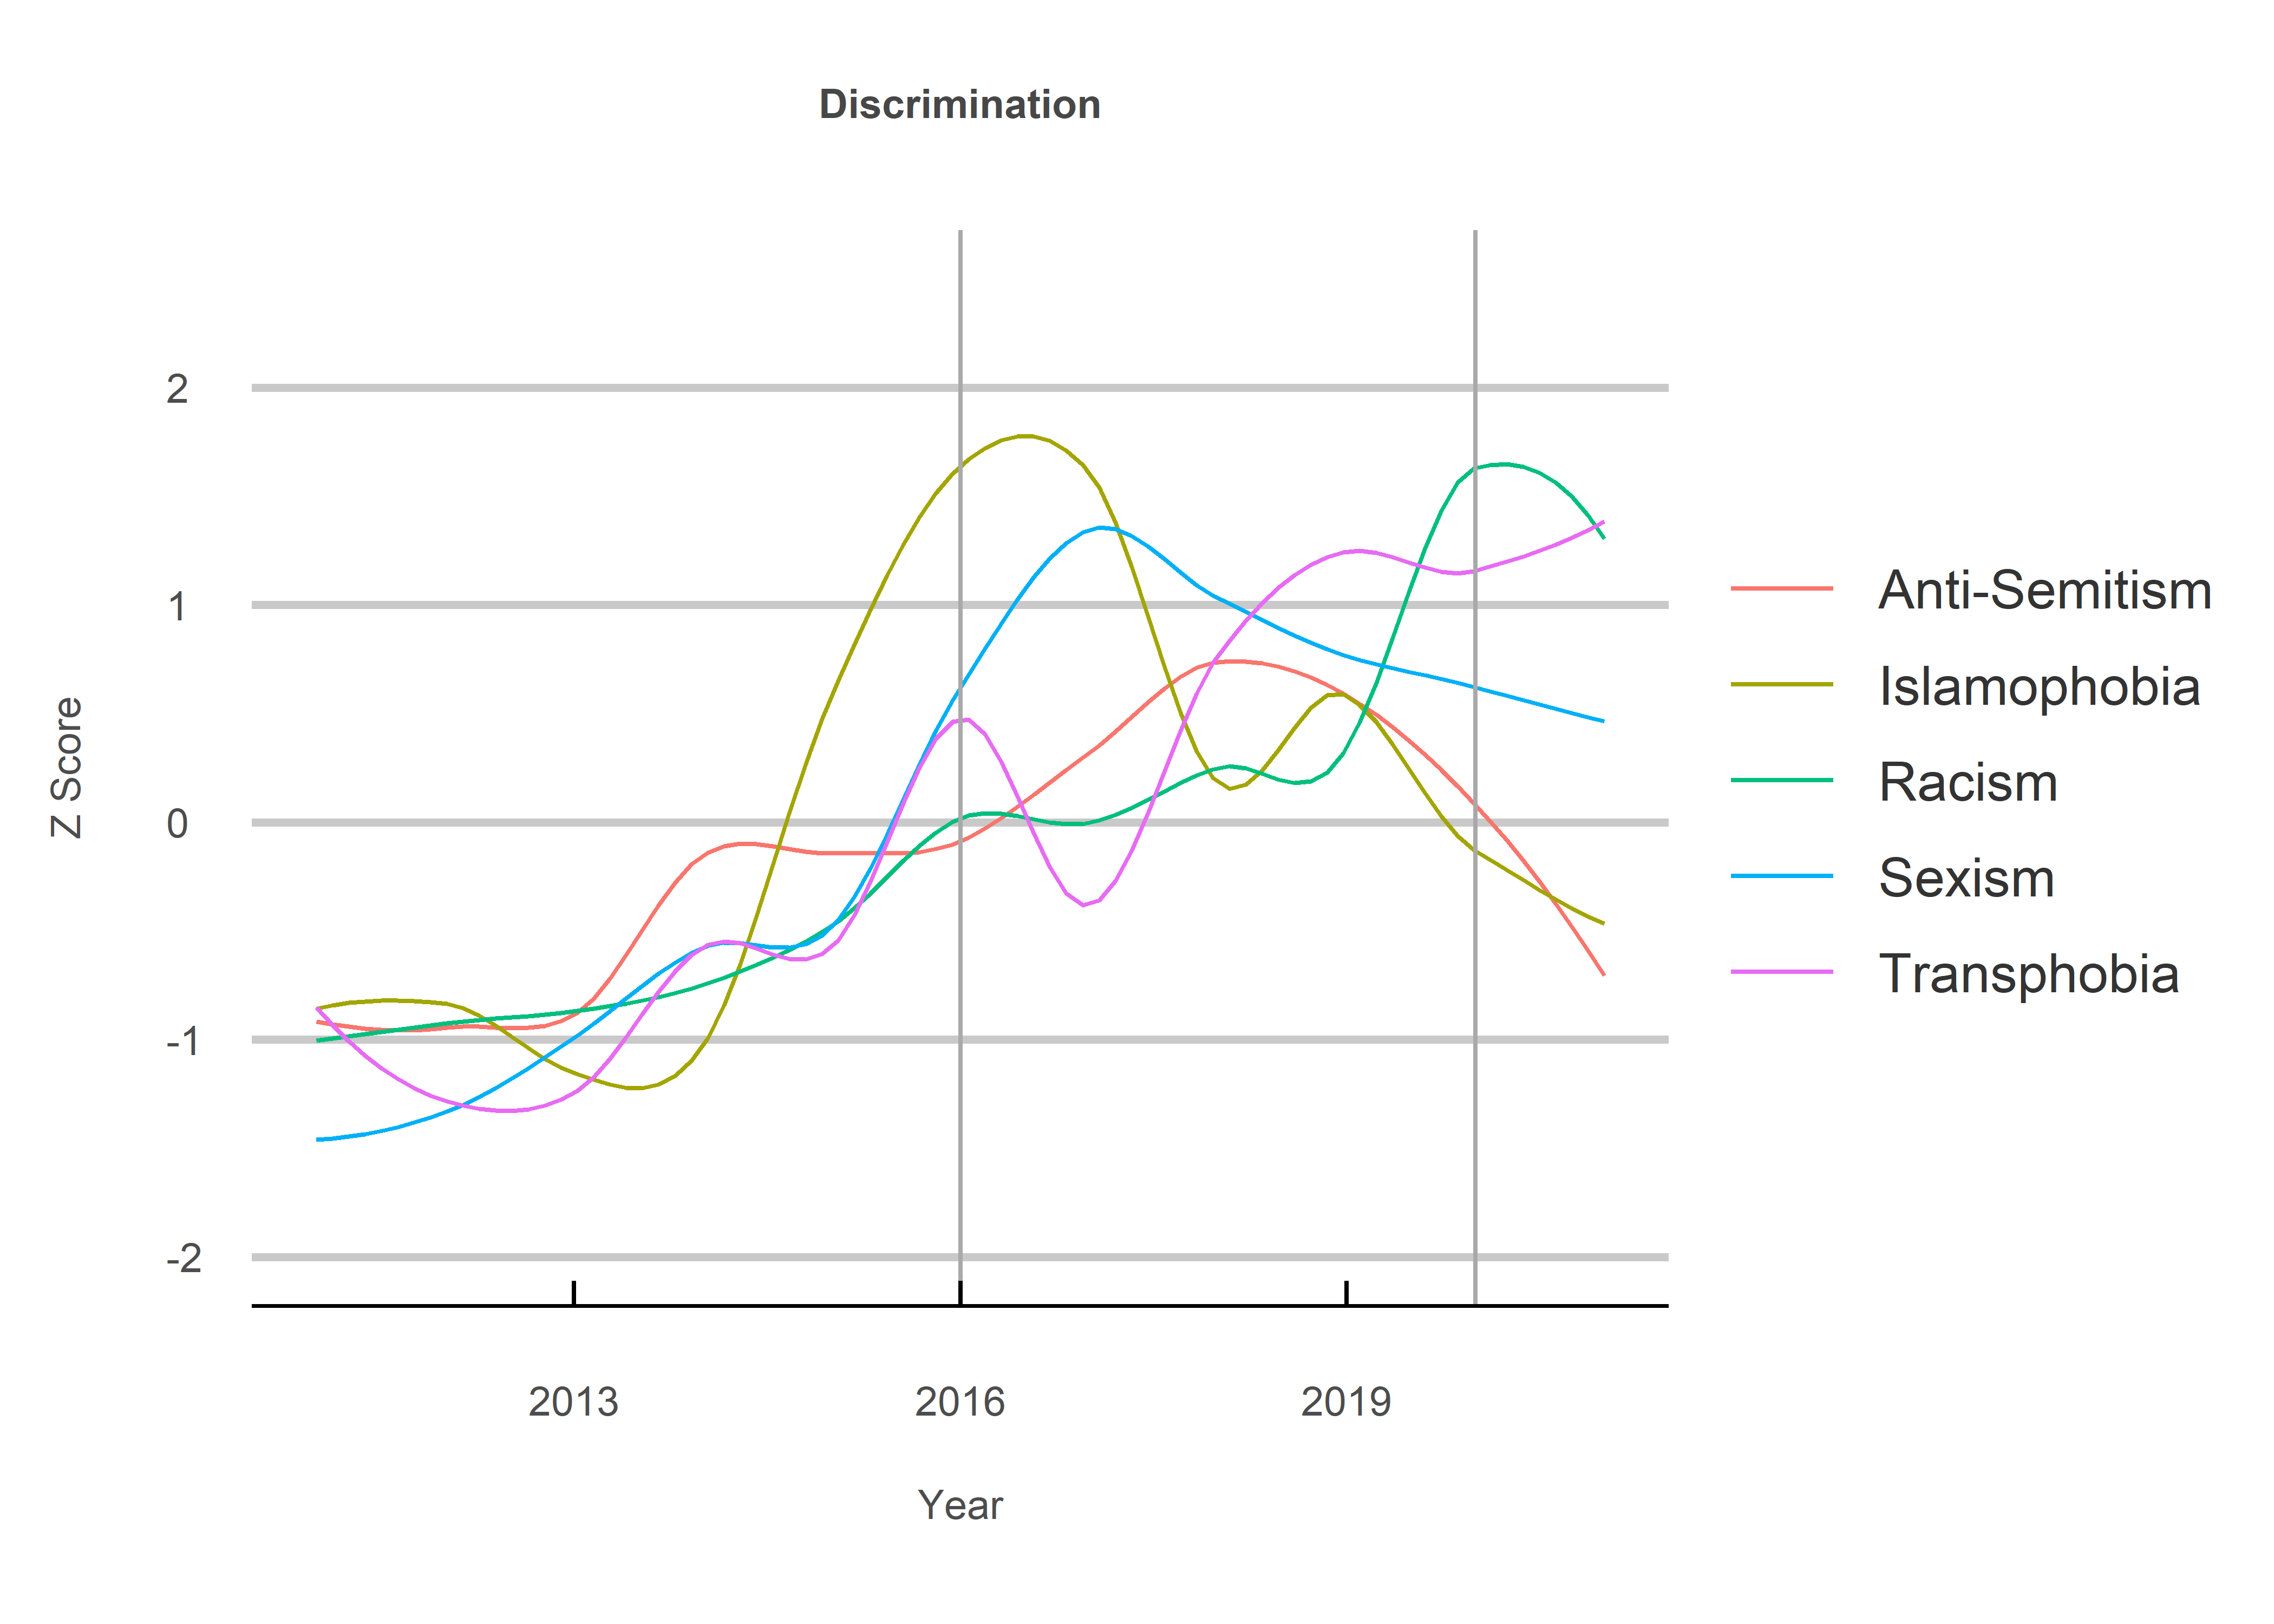 Discrimination
2
1
0
-1
-2
Z Score
2013
2016
2019
Year
Anti-Semitism
Islamophobia
Racism
Sexism
Transphobia